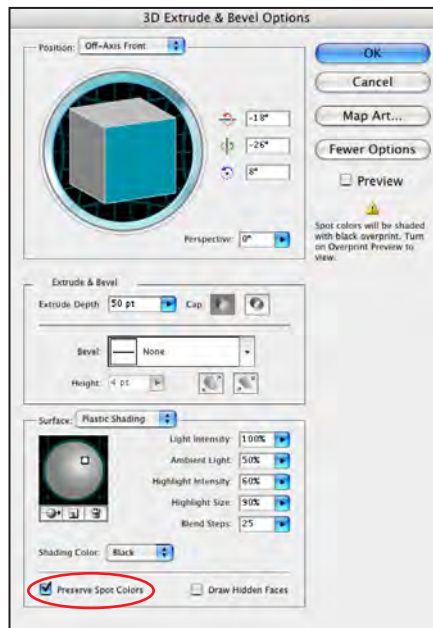 3D Extrude & Bevel Options
Position: Off-Axis Front
OK
Cancel
Map Art...
Fewer Options
Preview
-18°
-26°
8°
Spot colors will be shaded
with black overprint. Turn
on Overprint Preview to
view.
Perspective: 0°
Extrude & Bevel
Extrude Depth: 50 pt Cap:
Bevel: None
Height: 4 pt
Surface: Plastic Shading
Light Intensity: 100%
Ambient Light: 50%
Highlight Intensity: 60%
Highlight Size: 90%
Blend Steps: 25
Shading Color: Black
Preserve Spot Colors Draw Hidden Faces